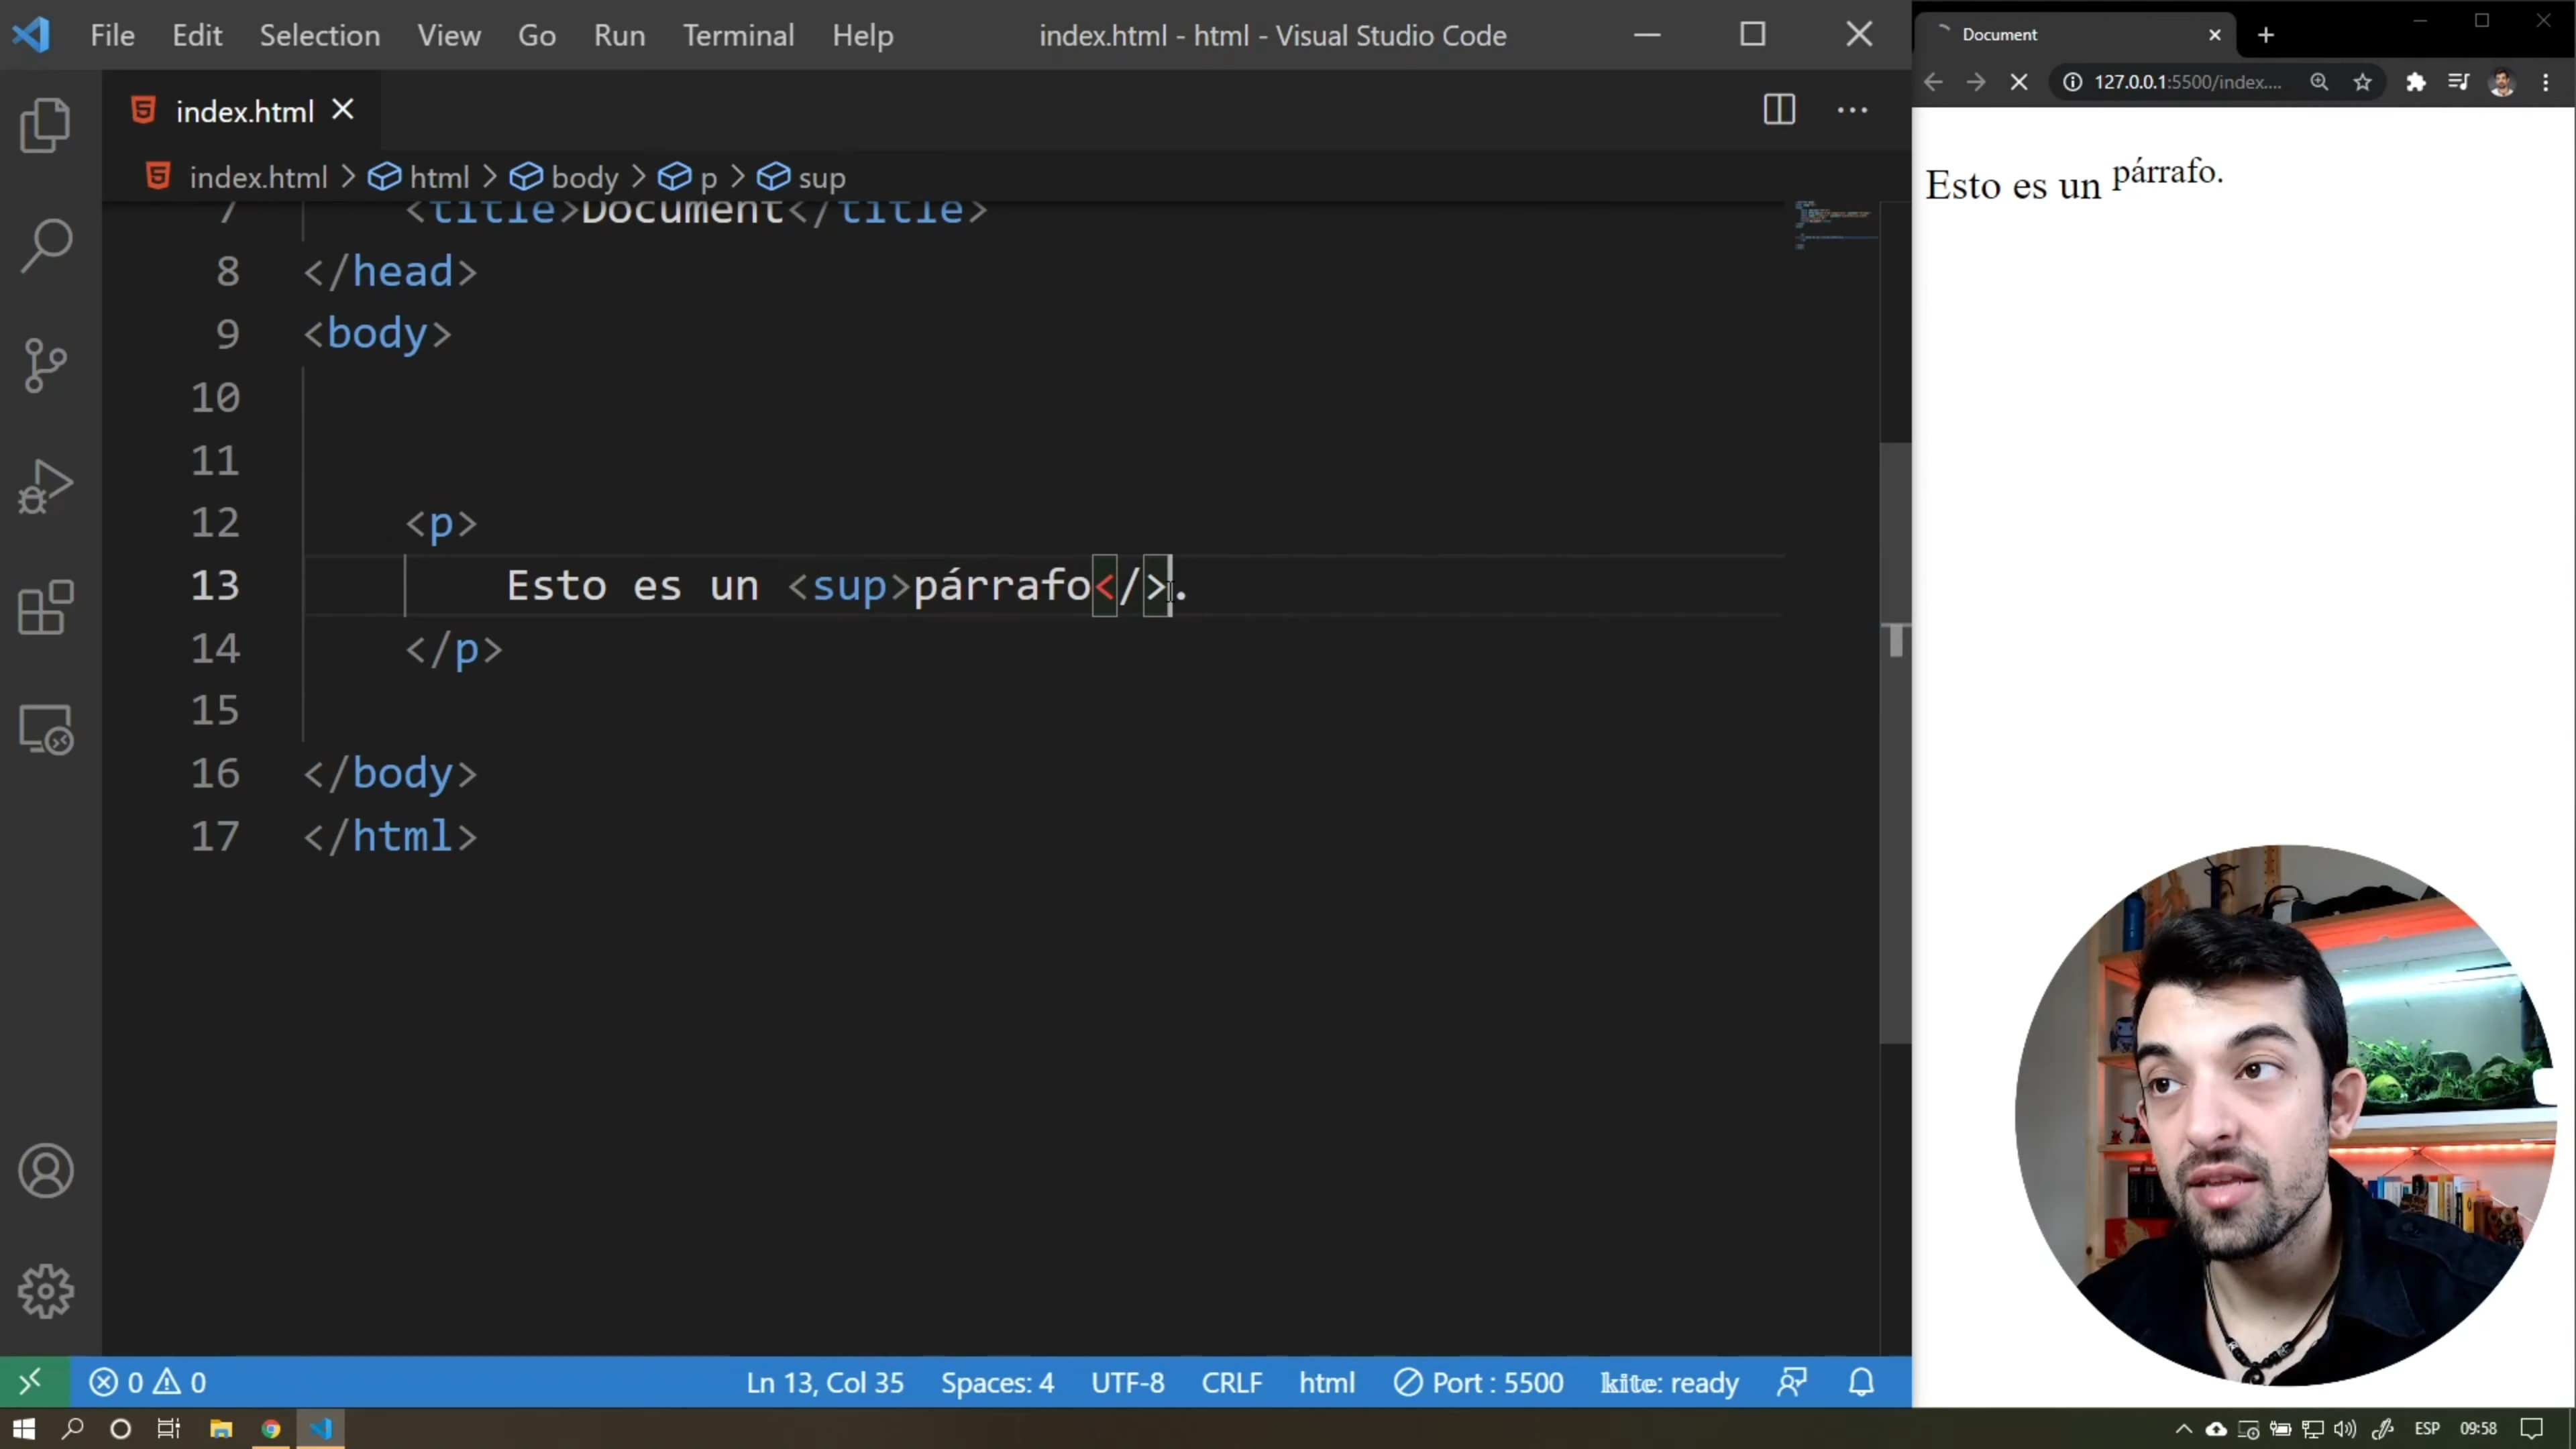 File Edit Selection View Go Run Terminal Help index.html - html - Visual Studio Code
index.html
index.html > html > body > p > sup
7 <title>Document</title>
8 </head>
9 <body>
10
11
12 <p>
13 Esto es un <sup>párrafo</>.
14 </p>
15
16 </body>
17 </html>
0 0 Ln 13, Col 35 Spaces: 4 UTF-8 CRLF html Port : 5500 kite: ready
Document
127.0.0.1:5500/index....
Esto es un párrafo.
ESP 09:58